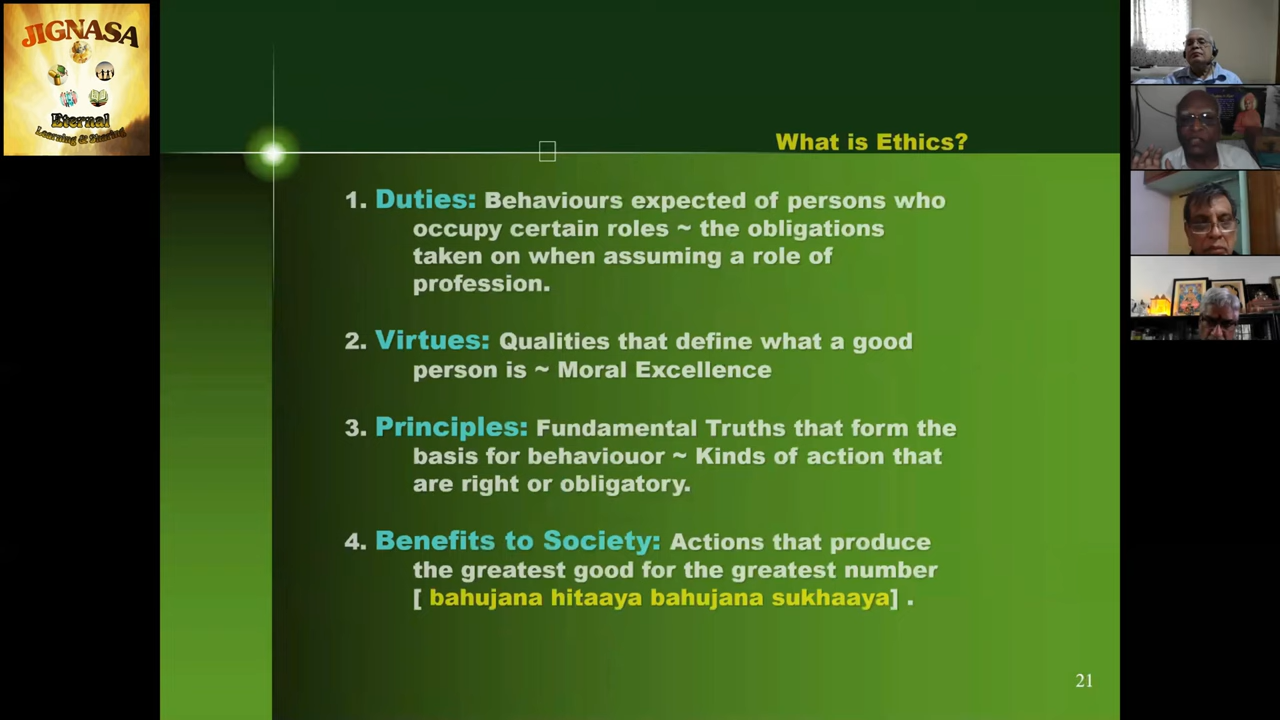 JIGNASA
Eternal
Learning & Sharing
What is Ethics?
1. Duties: Behaviours expected of persons who
occupy certain roles ~ the obligations
taken on when assuming a role of
profession.
2. Virtues: Qualities that define what a good
person is ~ Moral Excellence
3. Principles: Fundamental Truths that form the
basis for behaviouor ~ Kinds of action that
are right or obligatory.
4. Benefits to Society: Actions that produce
the greatest good for the greatest number
[ bahujana hitaaya bahujana sukhaaya] .
21